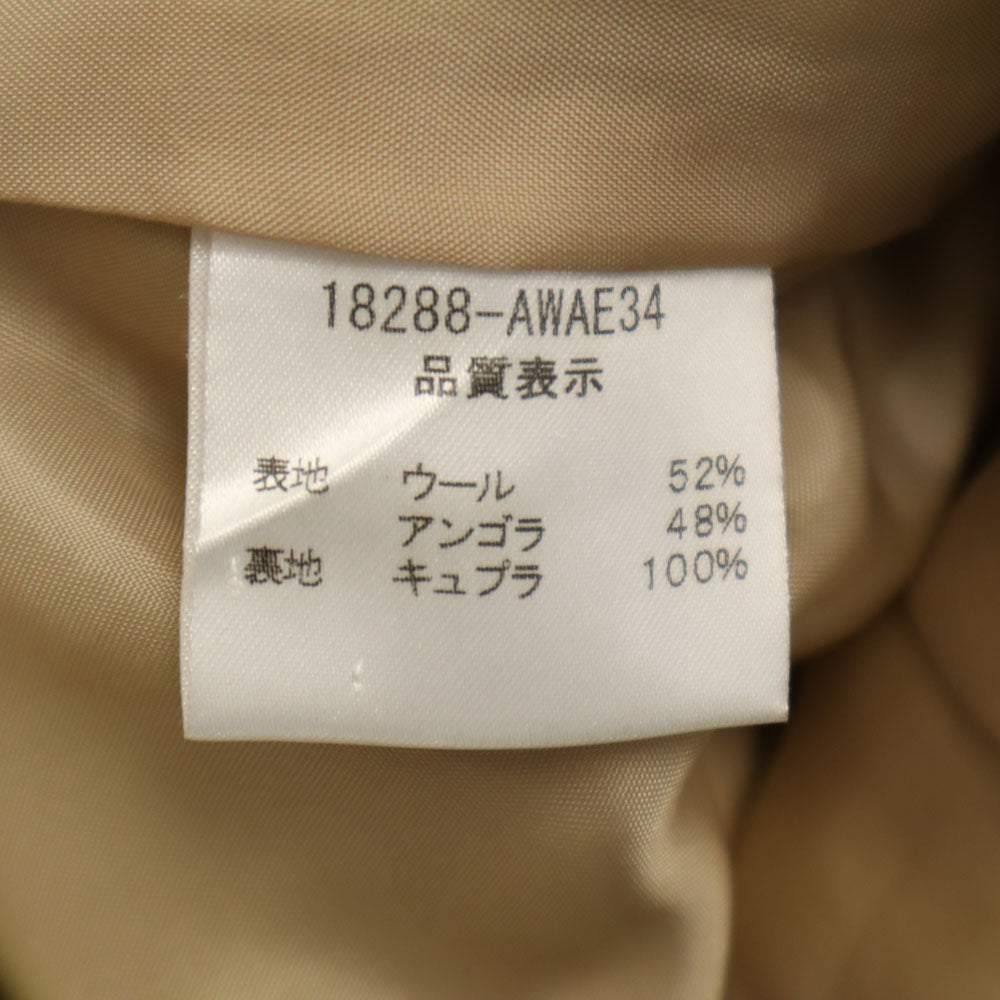 18288-AWAE34
品質表示
表地 ウール 52%
アンゴラ 48%
裏地 キュプラ 100%